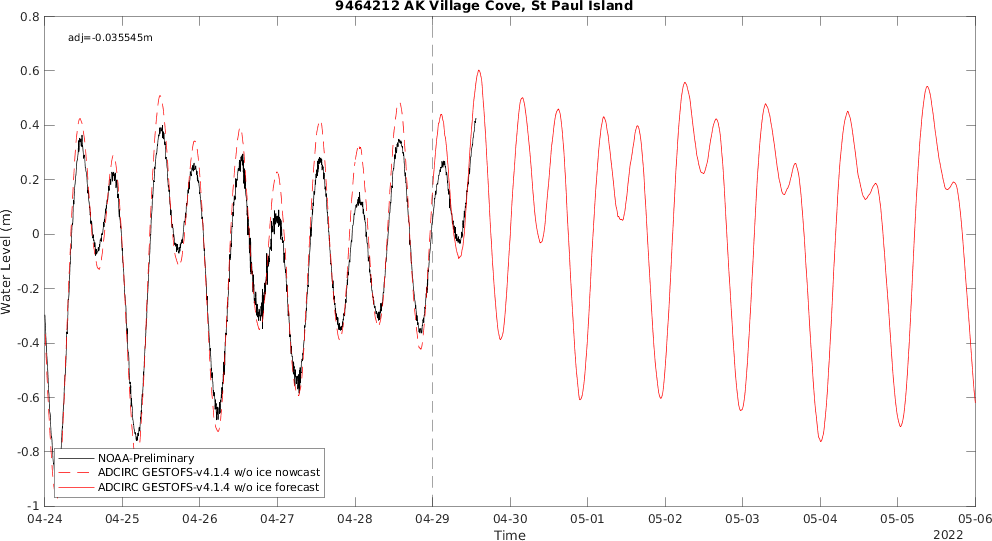 9464212 AK Village Cove, St Paul Island
adj=-0.035545m
0.8
0.6
0.4
0.2
0
-0.2
-0.4
-0.6
-0.8
-1
Water Level (m)
NOAA-Preliminary
ADCIRC GESTOFS-v4.1.4 w/o ice nowcast
ADCIRC GESTOFS-v4.1.4 w/o ice forecast
04-24 04-25 04-26 04-27 04-28 04-29 04-30 05-01 05-02 05-03 05-04 05-05 05-06
Time
2022